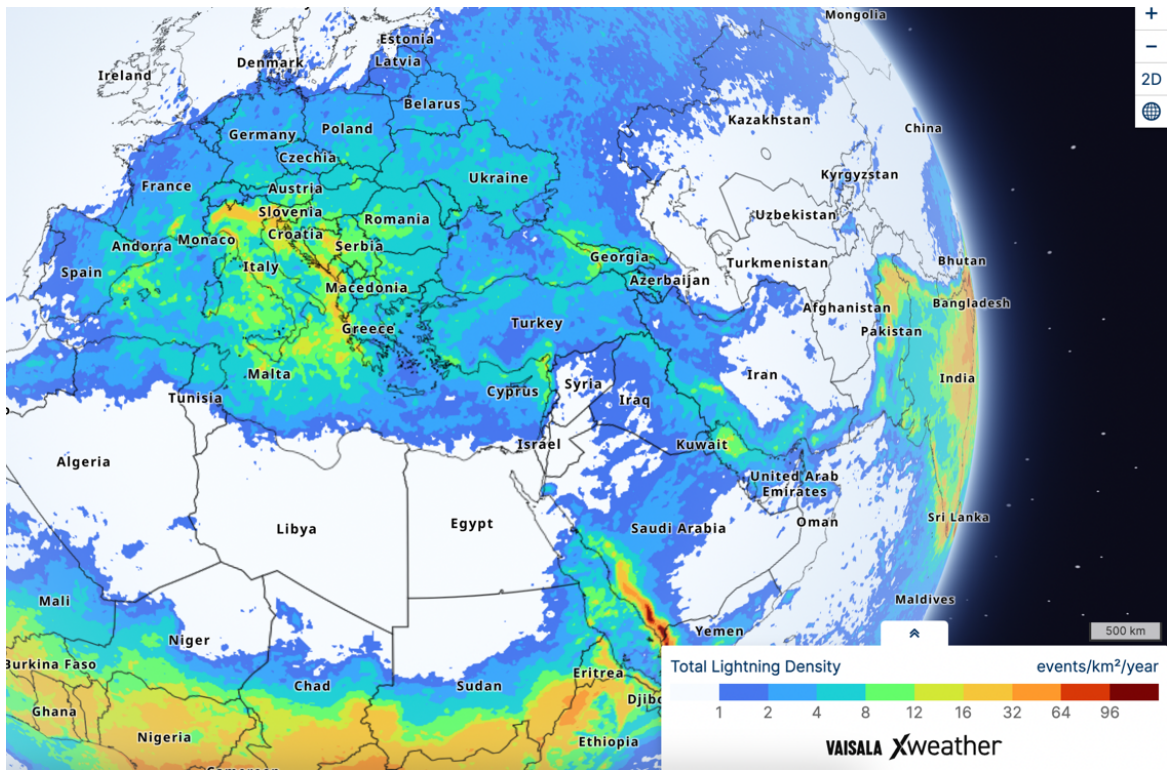 Mongolia
+
Estonia
−
Latvia
Denmark
Ireland
2D
Belarus
Kazakhstan
China
Germany
Poland
Czechia
Kyrgyzstan
Ukraine
France
Austria
Slovenia
Uzbekistan
Romania
Croatia
Monaco
Andorra
Serbia
Georgia
Bhutan
Turkmenistan
Italy
Spain
Azerbaijan
Macedonia
Bangladesh
Afghanistan
Turkey
Greece
Pakistan
Malta
Iran
India
Syria
Cyprus
Tunisia
Iraq
Israel
Kuwait
Algeria
United Arab
Emirates
Sri Lanka
Oman
Egypt
Saudi Arabia
Libya
Maldives
Mali
Yemen
500 km
Niger
Burkina Faso
Total Lightning Density events/km²/year
Eritrea
Chad
Sudan
Djibo
Ghana
1 2 4 8 12 16 32 64 96
Nigeria
Ethiopia
VAISALA Xweather